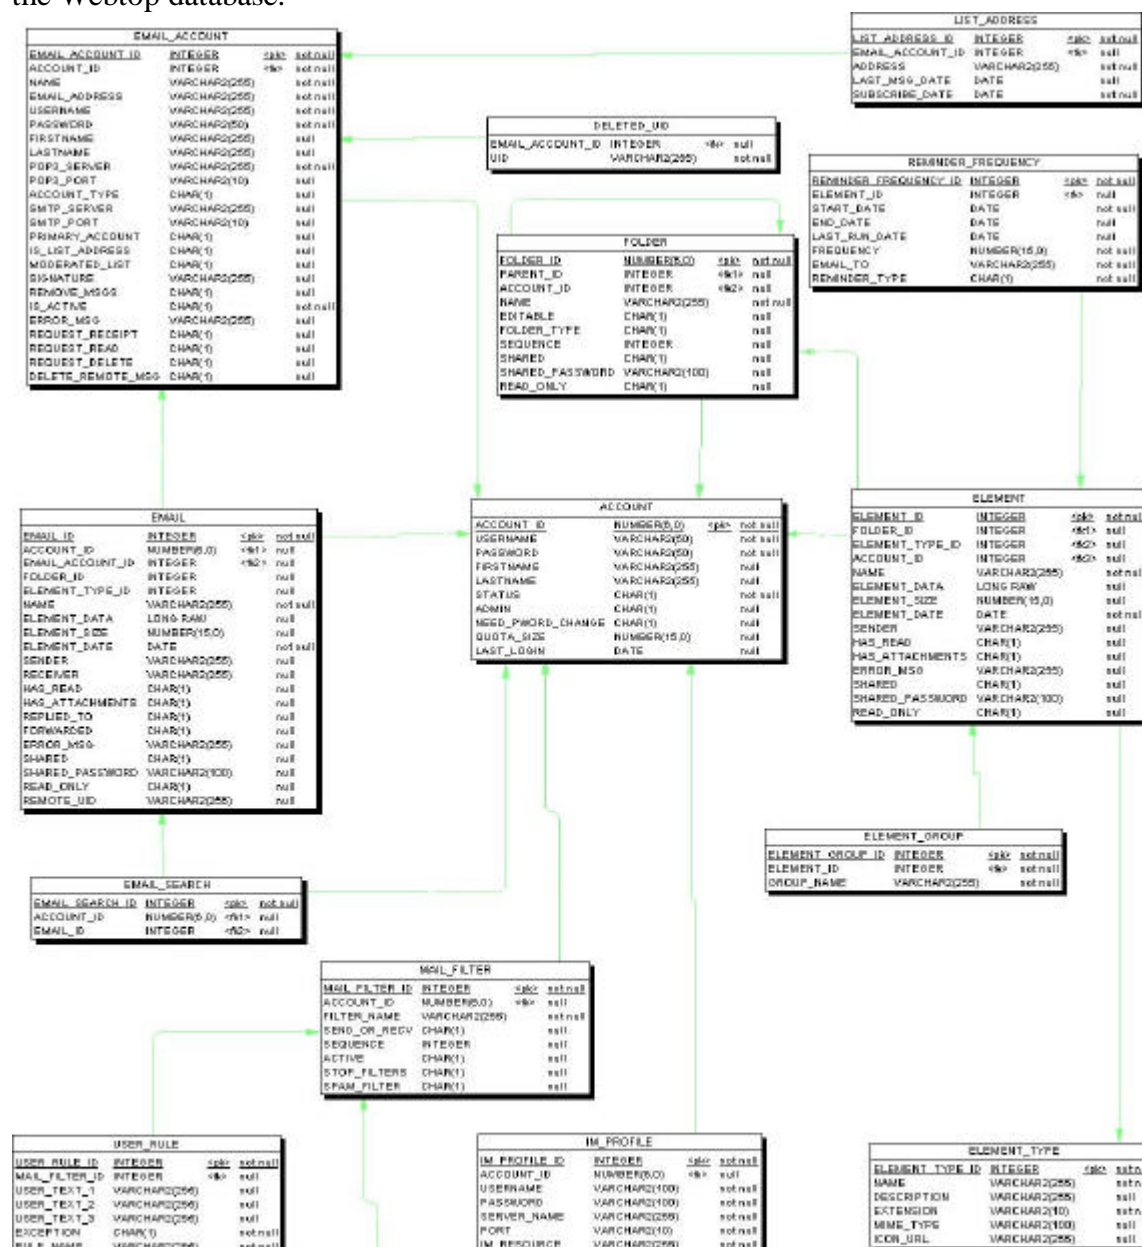 the Webtop database.
EMAIL_ACCOUNT
EMAIL_ACCOUNT_ID INTEGER <pk> not null
ACCOUNT_ID INTEGER <fk> not null
NAME VARCHAR2(255) not null
EMAIL_ADDRESS VARCHAR2(255) not null
USERNAME VARCHAR2(255) not null
PASSWORD VARCHAR2(50) not null
FIRSTNAME VARCHAR2(255) null
LASTNAME VARCHAR2(255) null
POP3_SERVER VARCHAR2(255) not null
POP3_PORT VARCHAR2(10) null
ACCOUNT_TYPE CHAR(1) null
SMTP_SERVER VARCHAR2(255) null
SMTP_PORT VARCHAR2(10) null
PRIMARY_ACCOUNT CHAR(1) null
IS_LIST_ADDRESS CHAR(1) null
MODERATED_LIST CHAR(1) null
SIGNATURE VARCHAR2(255) null
REMOVE_MSGS CHAR(1) null
IS_ACTIVE CHAR(1) not null
ERROR_MSG VARCHAR2(255) null
REQUEST_RECEIPT CHAR(1) null
REQUEST_READ CHAR(1) null
REQUEST_DELETE CHAR(1) null
DELETE_REMOTE_MSG CHAR(1) null
LIST_ADDRESS
LIST_ADDRESS_ID INTEGER <pk> not null
EMAIL_ACCOUNT_ID INTEGER <fk> null
ADDRESS VARCHAR2(255) not null
LAST_MSG_DATE DATE null
SUBSCRIBE_DATE DATE not null
DELETED_UID
EMAIL_ACCOUNT_ID INTEGER <fk> null
UID VARCHAR2(255) not null
REMINDER_FREQUENCY
REMINDER_FREQUENCY_ID INTEGER <pk> not null
ELEMENT_ID INTEGER <fk> null
START_DATE DATE not null
END_DATE DATE null
LAST_RUN_DATE DATE null
FREQUENCY NUMBER(15,0) not null
EMAIL_TO VARCHAR2(255) not null
REMINDER_TYPE CHAR(1) not null
FOLDER
FOLDER_ID NUMBER(6,0) <pk> not null
PARENT_ID INTEGER <fk1> null
ACCOUNT_ID INTEGER <fk2> null
NAME VARCHAR2(255) not null
EDITABLE CHAR(1) null
FOLDER_TYPE CHAR(1) null
SEQUENCE INTEGER null
SHARED CHAR(1) null
SHARED_PASSWORD VARCHAR2(100) null
READ_ONLY CHAR(1) null
EMAIL
EMAIL_ID INTEGER <pk> not null
ACCOUNT_ID NUMBER(6,0) <fk1> null
EMAIL_ACCOUNT_ID INTEGER <fk2> null
FOLDER_ID INTEGER null
ELEMENT_TYPE_ID INTEGER null
NAME VARCHAR2(255) not null
ELEMENT_DATA LONG RAW null
ELEMENT_SIZE NUMBER(15,0) null
ELEMENT_DATE DATE not null
SENDER VARCHAR2(255) null
RECEIVER VARCHAR2(255) null
HAS_READ CHAR(1) null
HAS_ATTACHMENTS CHAR(1) null
REPLIED_TO CHAR(1) null
FORWARDED CHAR(1) null
ERROR_MSG VARCHAR2(255) null
SHARED CHAR(1) null
SHARED_PASSWORD VARCHAR2(100) null
READ_ONLY CHAR(1) null
REMOTE_UID VARCHAR2(255) null
ACCOUNT
ACCOUNT_ID NUMBER(6,0) <pk> not null
USERNAME VARCHAR2(50) not null
PASSWORD VARCHAR2(50) not null
FIRSTNAME VARCHAR2(255) null
LASTNAME VARCHAR2(255) null
STATUS CHAR(1) not null
ADMIN CHAR(1) null
NEED_PWORD_CHANGE CHAR(1) null
QUOTA_SIZE NUMBER(15,0) null
LAST_LOGIN DATE null
ELEMENT
ELEMENT_ID INTEGER <pk> not null
FOLDER_ID INTEGER <fk1> null
ELEMENT_TYPE_ID INTEGER <fk2> null
ACCOUNT_ID INTEGER <fk3> null
NAME VARCHAR2(255) not null
ELEMENT_DATA LONG RAW null
ELEMENT_SIZE NUMBER(15,0) null
ELEMENT_DATE DATE not null
SENDER VARCHAR2(255) null
HAS_READ CHAR(1) null
HAS_ATTACHMENTS CHAR(1) null
ERROR_MSG VARCHAR2(255) null
SHARED CHAR(1) null
SHARED_PASSWORD VARCHAR2(100) null
READ_ONLY CHAR(1) null
ELEMENT_GROUP
ELEMENT_GROUP_ID INTEGER <pk> not null
ELEMENT_ID INTEGER <fk> not null
GROUP_NAME VARCHAR2(255) not null
EMAIL_SEARCH
EMAIL_SEARCH_ID INTEGER <pk> not null
ACCOUNT_ID NUMBER(6,0) <fk1> null
EMAIL_ID INTEGER <fk2> null
MAIL_FILTER
MAIL_FILTER_ID INTEGER <pk> not null
ACCOUNT_ID NUMBER(6,0) <fk> null
FILTER_NAME VARCHAR2(255) not null
SEND_OR_RECV CHAR(1) null
SEQUENCE INTEGER null
ACTIVE CHAR(1) null
STOP_FILTERS CHAR(1) null
SPAM_FILTER CHAR(1) null
USER_RULE
USER_RULE_ID INTEGER <pk> not null
MAIL_FILTER_ID INTEGER <fk> null
USER_TEXT_1 VARCHAR2(256) null
USER_TEXT_2 VARCHAR2(256) null
USER_TEXT_3 VARCHAR2(256) null
EXCEPTION CHAR(1) not null
RULE_NAME VARCHAR2(256) not null
IM_PROFILE
IM_PROFILE_ID INTEGER <pk> not null
ACCOUNT_ID NUMBER(6,0) <fk> null
USERNAME VARCHAR2(100) not null
PASSWORD VARCHAR2(100) not null
SERVER_NAME VARCHAR2(255) not null
PORT VARCHAR2(10) not null
IM_RESOURCE VARCHAR2(255) not null
ELEMENT_TYPE
ELEMENT_TYPE_ID INTEGER <pk> not n
NAME VARCHAR2(255) not n
DESCRIPTION VARCHAR2(255) null
EXTENSION VARCHAR2(10) not n
MIME_TYPE VARCHAR2(100) null
ICON_URL VARCHAR2(255) null